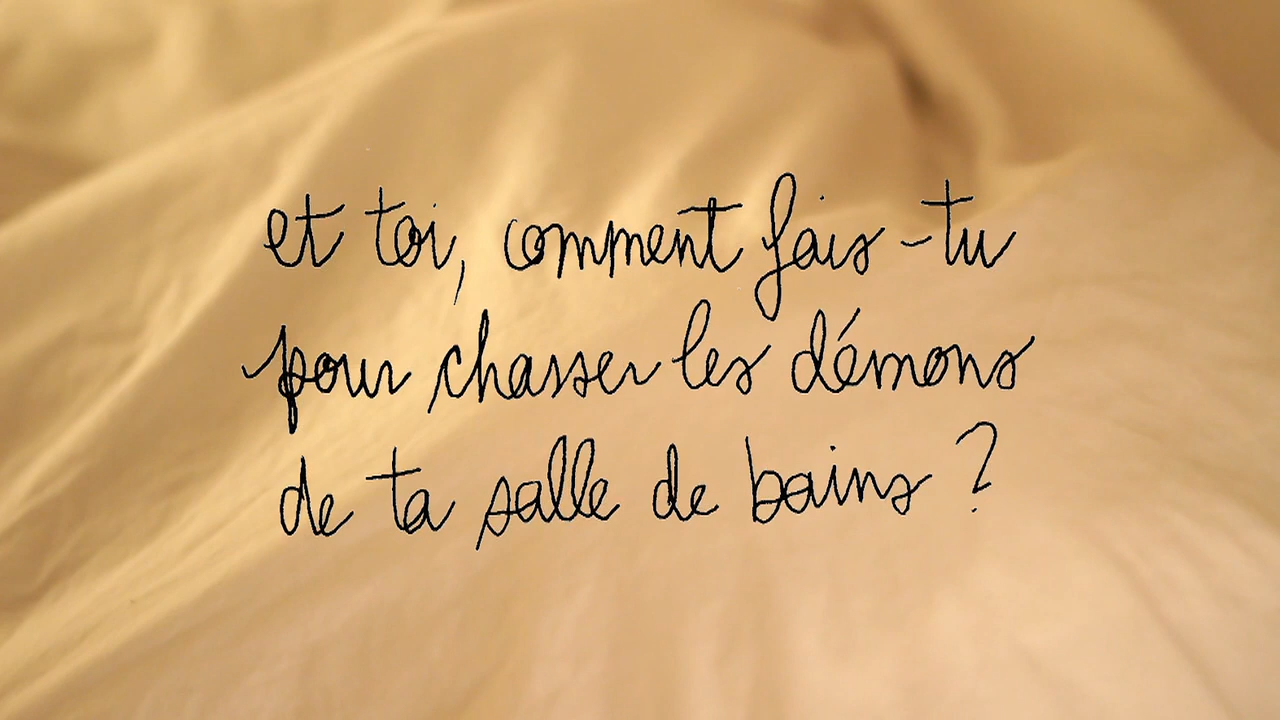 et toi, comment fais-tu
pour chasser les démons
de ta salle de bains ?